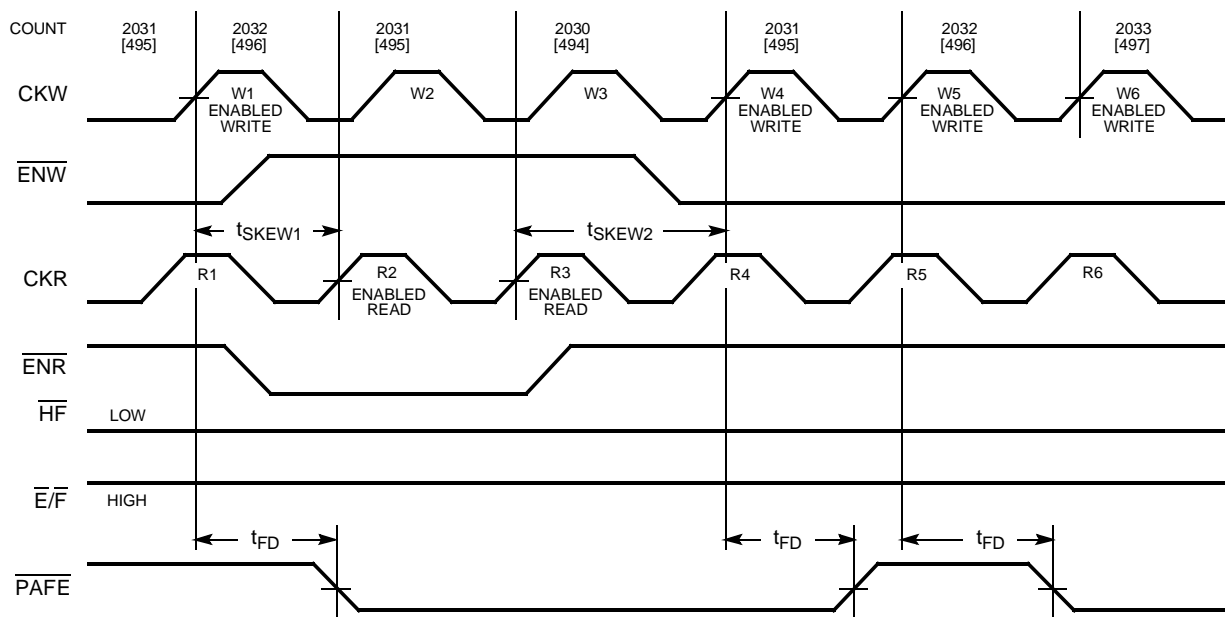 COUNT 2031 2032 2031 2030 2031 2032 2033
[495] [496] [495] [494] [495] [496] [497]
CKW W1 W2 W3 W4 W5 W6
ENABLED ENABLED ENABLED ENABLED
WRITE WRITE WRITE WRITE
ENW
tSKEW1 tSKEW2
CKR R1 R2 R3 R4 R5 R6
ENABLED ENABLED
READ READ
ENR
HF LOW
E/F HIGH
tFD tFD tFD
PAFE